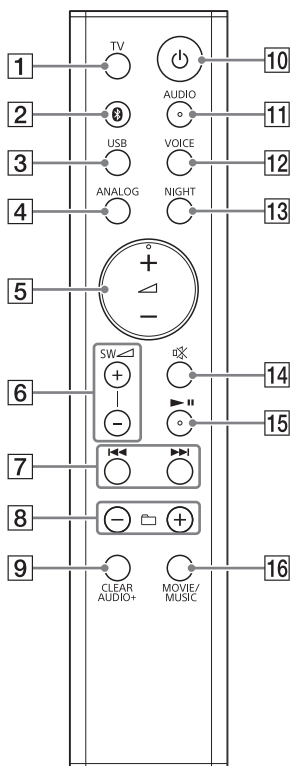 TV
1
10
AUDIO
2
11
USB
VOICE
3
12
ANALOG
NIGHT
4
13
+
5
−
SW
+
14
6
−
15
7
8
−
+
9
CLEAR
AUDIO+
MOVIE/
MUSIC
16